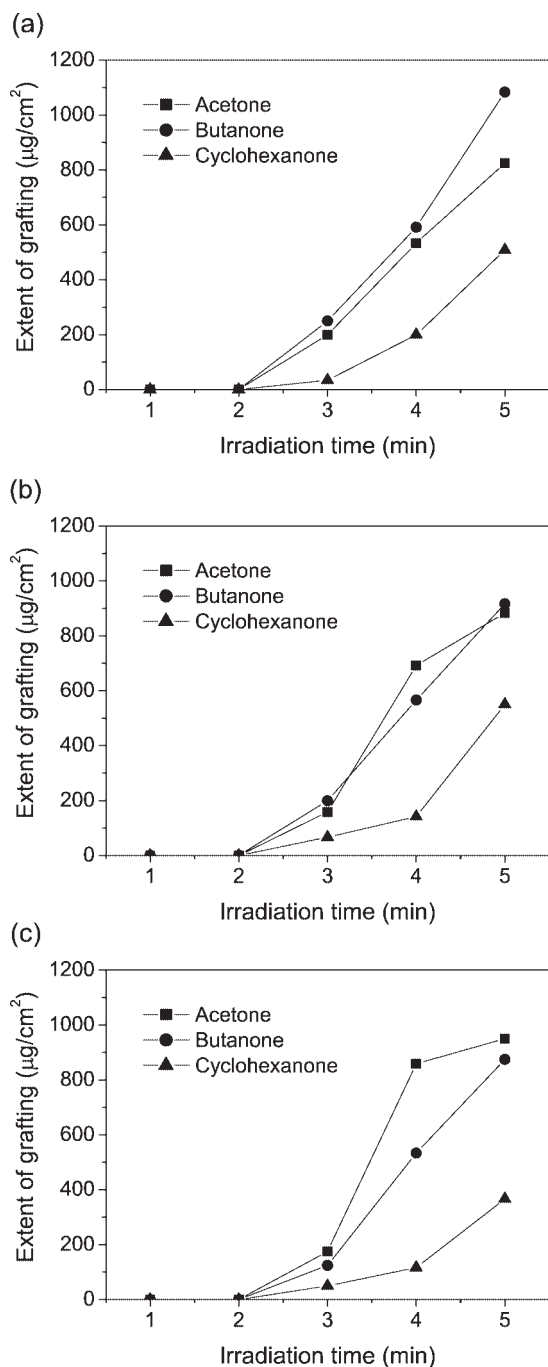 (a)
1200
1000
800
600
400
200
0
Extent of grafting (μg/cm²)
Acetone
Butanone
Cyclohexanone
1 2 3 4 5
Irradiation time (min)
(b)
1200
1000
800
600
400
200
0
Extent of grafting (μg/cm²)
Acetone
Butanone
Cyclohexanone
1 2 3 4 5
Irradiation time (min)
(c)
1200
1000
800
600
400
200
0
Extent of grafting (μg/cm²)
Acetone
Butanone
Cyclohexanone
1 2 3 4 5
Irradiation time (min)